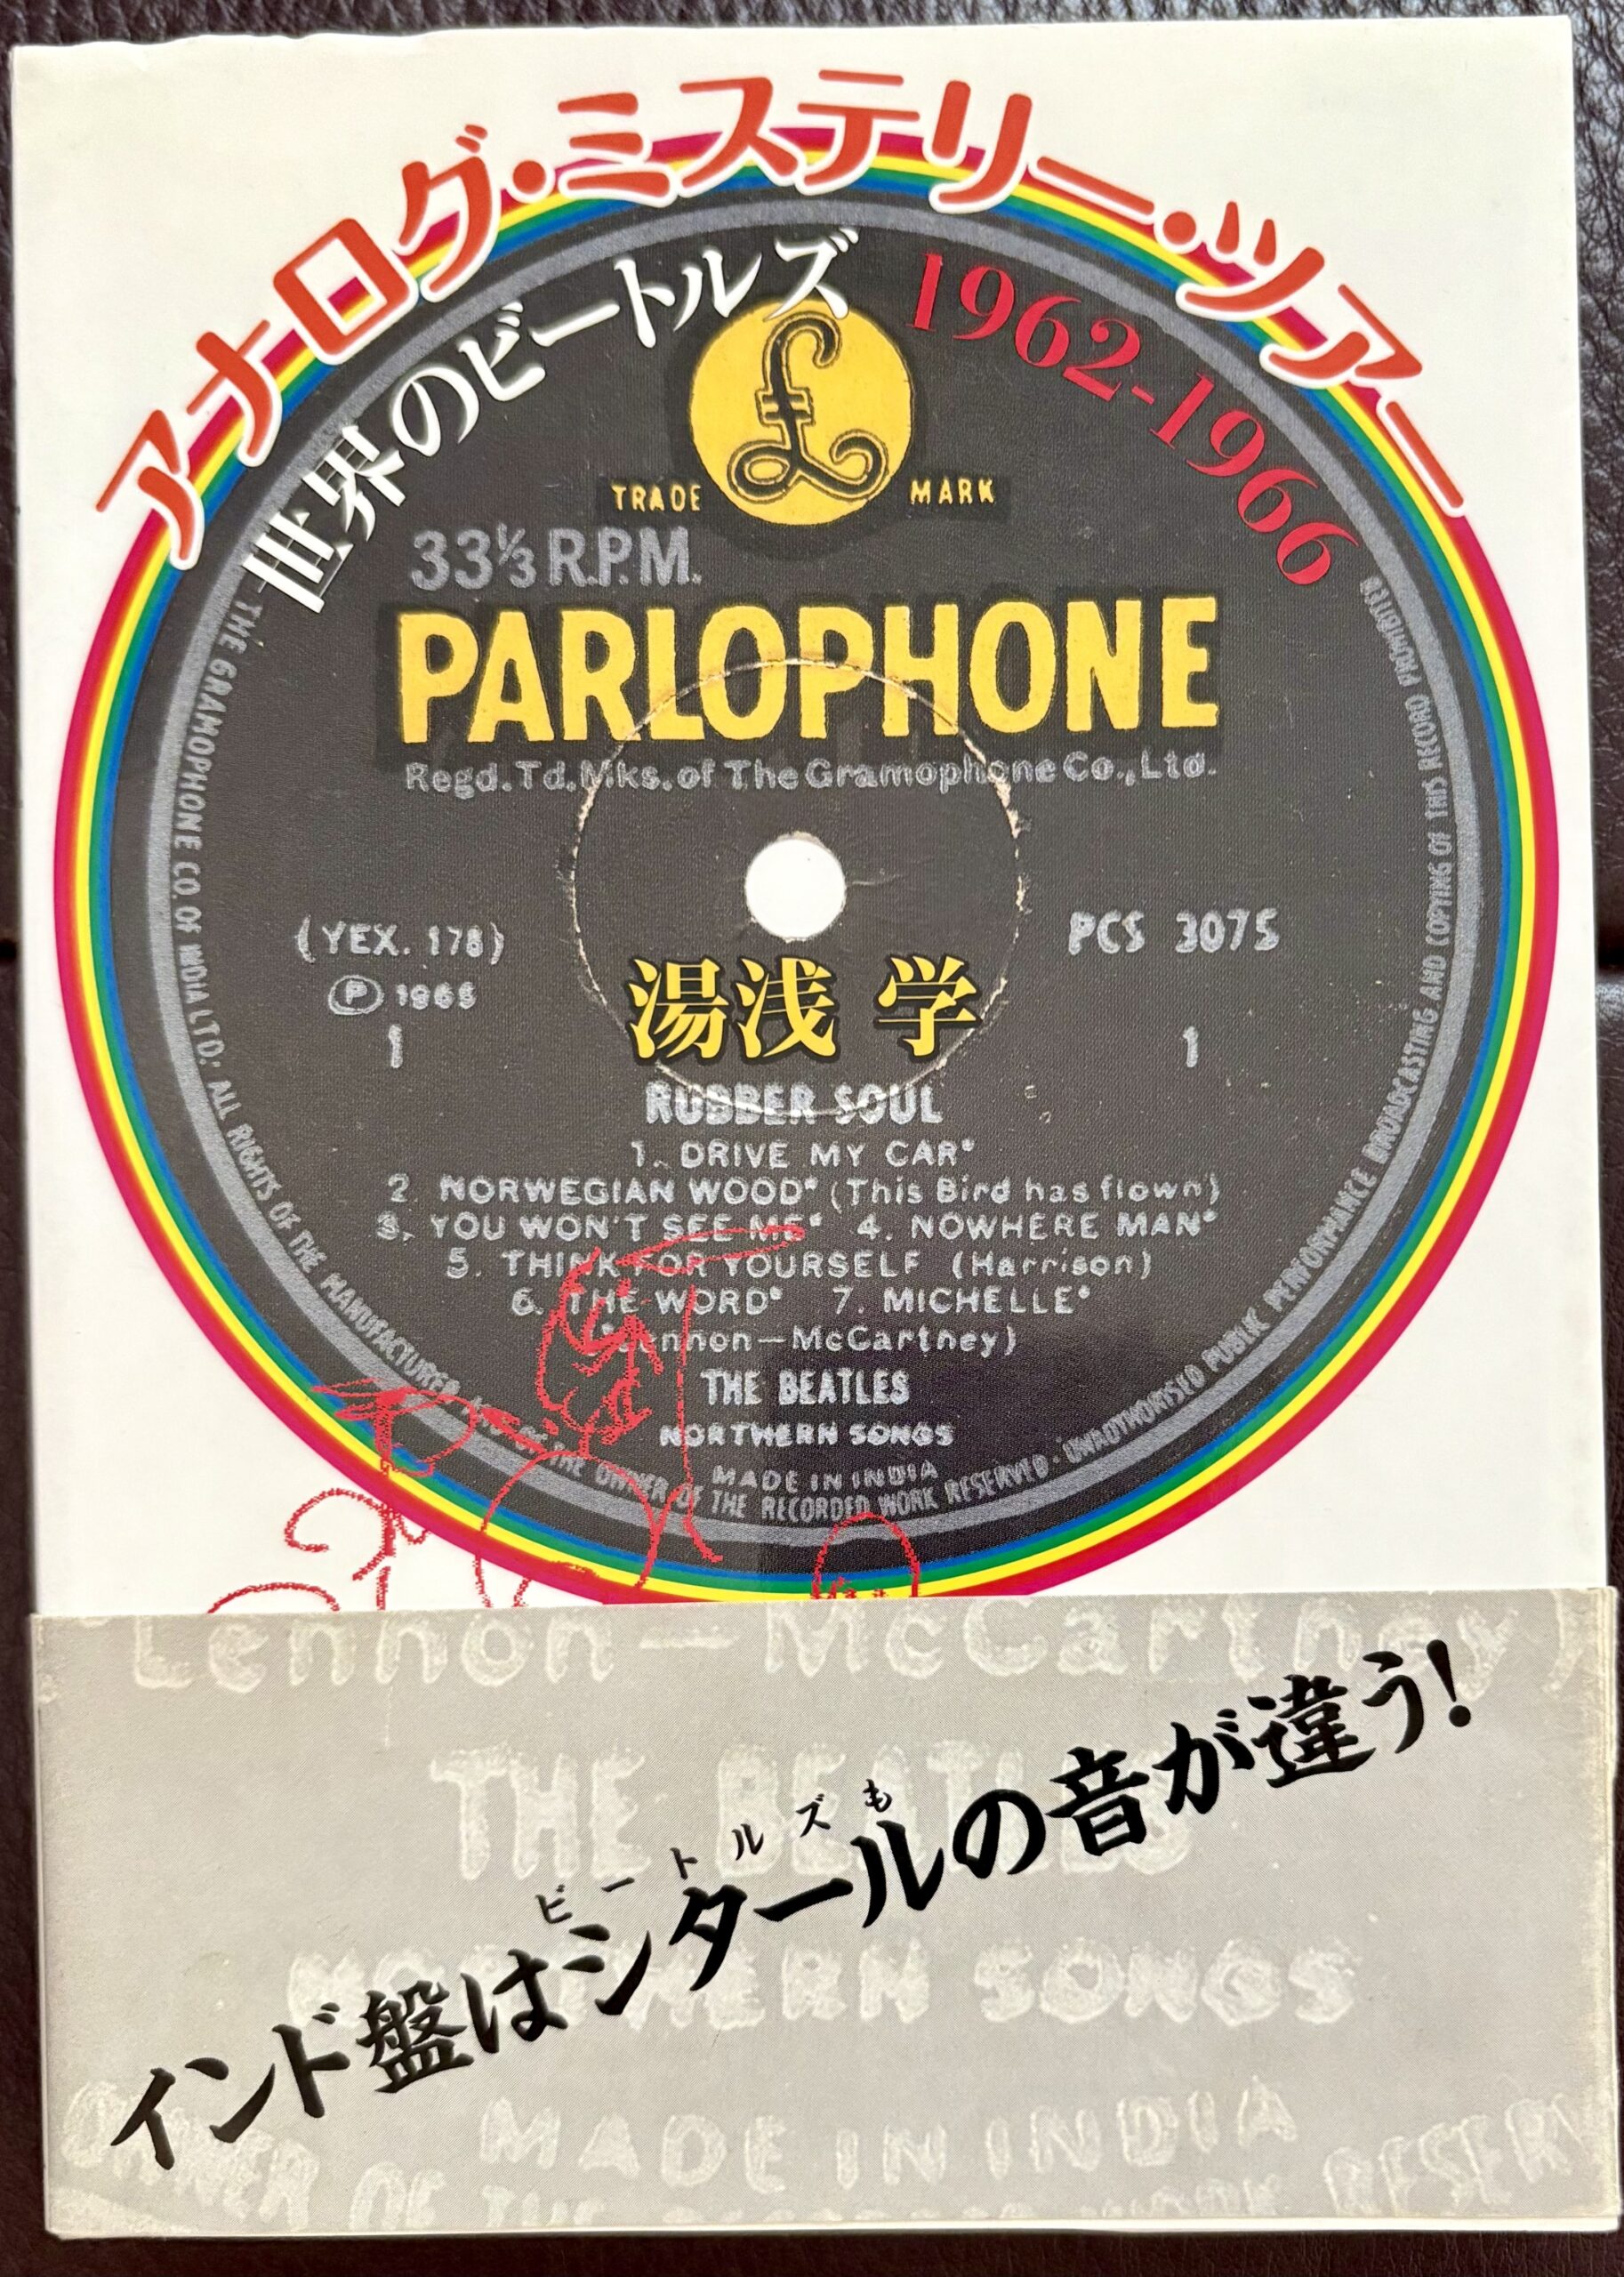 アナログ・ミステリー・ツアー
世界のビートルズ 1962-1966
TRADE £ MARK
33⅓ R.P.M.
PARLOPHONE
Regd. Td. Mks. of The Gramophone Co., Ltd.
(YEX. 178)
PCS 3075
Ⓟ 1965
1
1
湯浅 学
RUBBER SOUL
1. DRIVE MY CAR*
2. NORWEGIAN WOOD* (This Bird has flown)
3. YOU WON'T SEE ME* 4. NOWHERE MAN*
5. THINK FOR YOURSELF (Harrison)
6. THE WORD* 7. MICHELLE*
(*Lennon—McCartney)
THE BEATLES
NORTHERN SONGS
MADE IN INDIA
THE GRAMOPHONE CO. OF INDIA LTD. ALL RIGHTS OF THE MANUFACTURER OF THE OWNER OF THE RECORDED WORK RESERVED · UNAUTHORISED PUBLIC PERFORMANCE BROADCASTING AND COPYING OF THIS RECORD PROHIBITED
Lennon—McCartney)
THE BEATLES
ビートルズも
インド盤はシタールの音が違う!
NORTHERN SONGS
MADE IN INDIA
OWNER OF THE RECORDED WORK RESERV